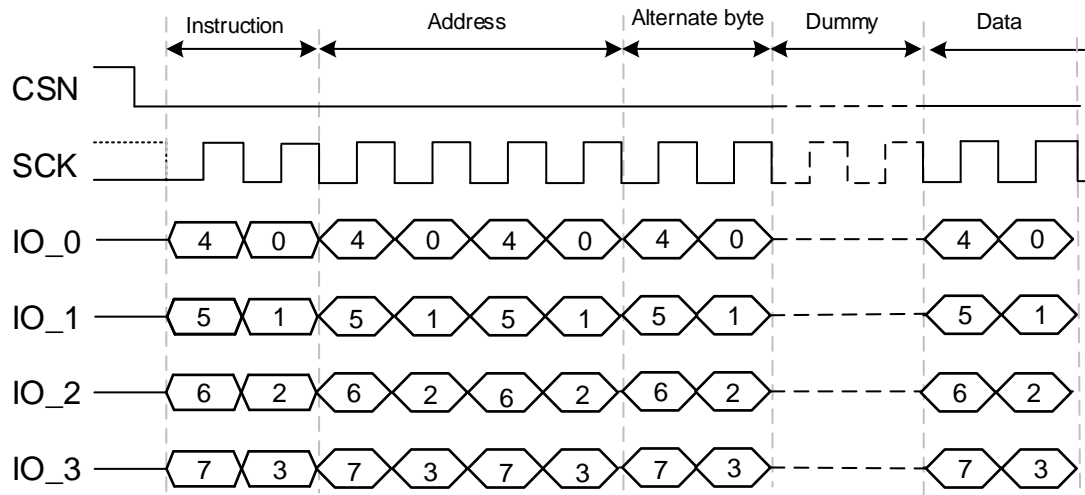 Instruction Address Alternate byte Dummy Data
CSN
SCK
IO_0 4 0 4 0 4 0 4 0 4 0
IO_1 5 1 5 1 5 1 5 1 5 1
IO_2 6 2 6 2 6 2 6 2 6 2
IO_3 7 3 7 3 7 3 7 3 7 3